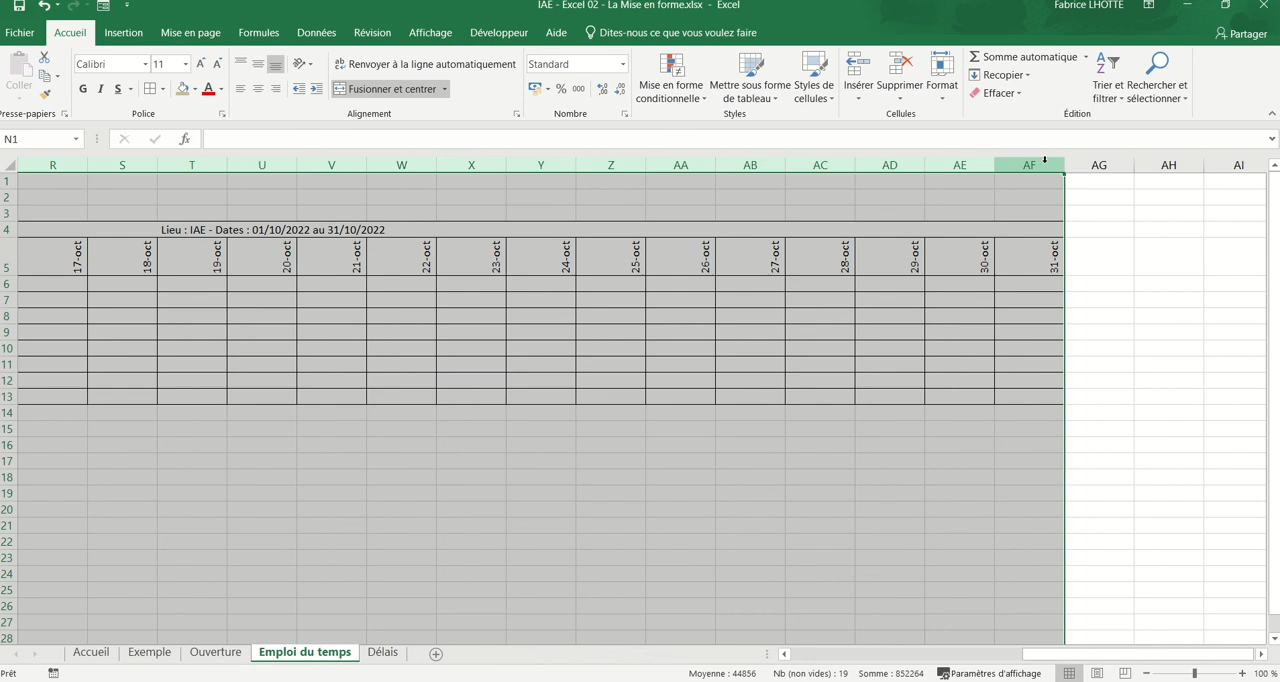 IAE - Excel 02 - La Mise en forme.xlsx - Excel
Fabrice LHOTTE
Fichier Accueil Insertion Mise en page Formules Données Révision Affichage Développeur Aide Dites-nous ce que vous voulez faire Partager
Coller
Calibri 11
Renvoyer à la ligne automatiquement
Standard
G I S
Fusionner et centrer
% 000
Mise en forme conditionnelle
Mettre sous forme de tableau
Styles de cellules
Insérer Supprimer Format
Somme automatique
Recopier
Effacer
Trier et filtrer
Rechercher et sélectionner
Presse-papiers Police Alignement Nombre Styles Cellules Édition
N1 fx
R S T U V W X Y Z AA AB AC AD AE AF AG AH AI
1
2
3
4 Lieu : IAE - Dates : 01/10/2022 au 31/10/2022
5 17-oct 18-oct 19-oct 20-oct 21-oct 22-oct 23-oct 24-oct 25-oct 26-oct 27-oct 28-oct 29-oct 30-oct 31-oct
6
7
8
9
10
11
12
13
14
15
16
17
18
19
20
21
22
23
24
25
26
27
28
Accueil Exemple Ouverture Emploi du temps Délais
Prêt Moyenne : 44856 Nb (non vides) : 19 Somme : 852264 Paramètres d'affichage 100 %